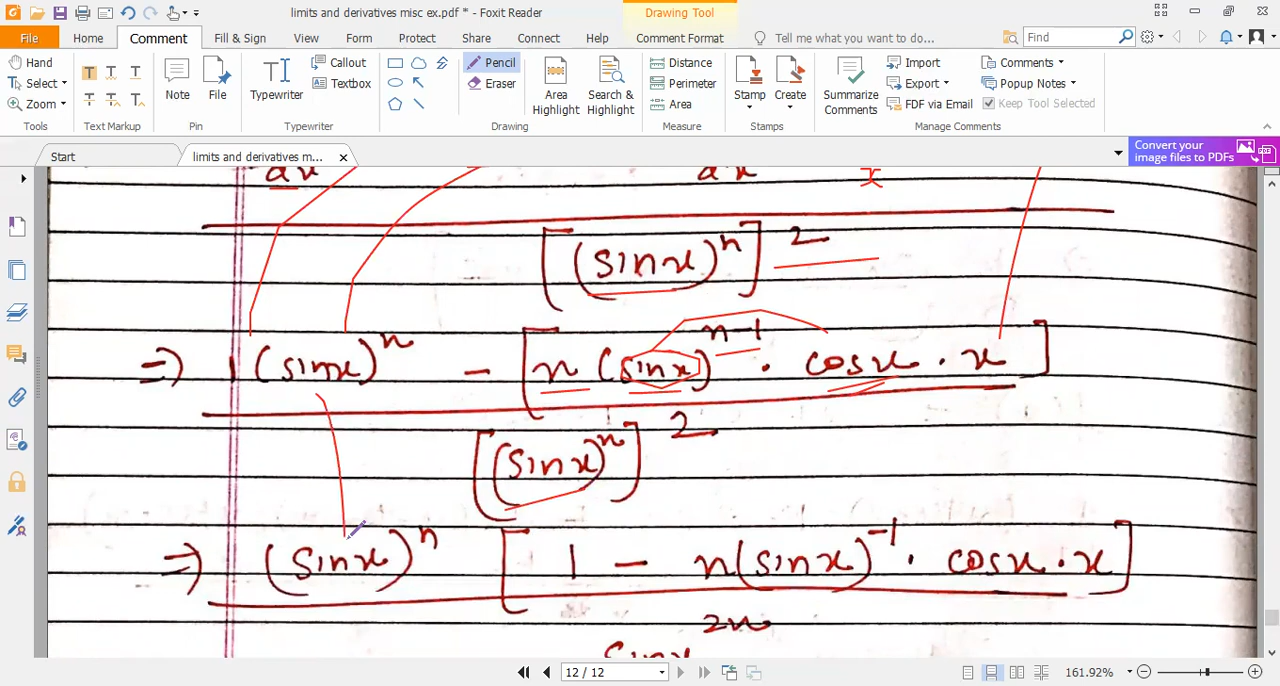 limits and derivatives misc ex.pdf * - Foxit Reader
Drawing Tool
File Home Comment Fill & Sign View Form Protect Share Connect Help Comment Format Tell me what you want to do... Find
Hand
Select
Zoom
Tools
Text Markup
Note
File
Pin
Typewriter
Callout
Textbox
Typewriter
Pencil
Eraser
Area Highlight
Search & Highlight
Drawing
Distance
Perimeter
Area
Measure
Stamp
Create
Stamps
Summarize Comments
Import
Export
FDF via Email
Comments
Popup Notes
Keep Tool Selected
Manage Comments
Start
limits and derivatives m...
Convert your image files to PDFs
dx dx x
[(sinx)^n]^2
⇒ 1(sinx)^n - [n(sinx)^{n-1} . cosx . x]
[(sinx)^n]^2
⇒ (sinx)^n [1 - n(sinx)^{-1} . cosx . x]
sinx^{2n}
12 / 12
161.92%